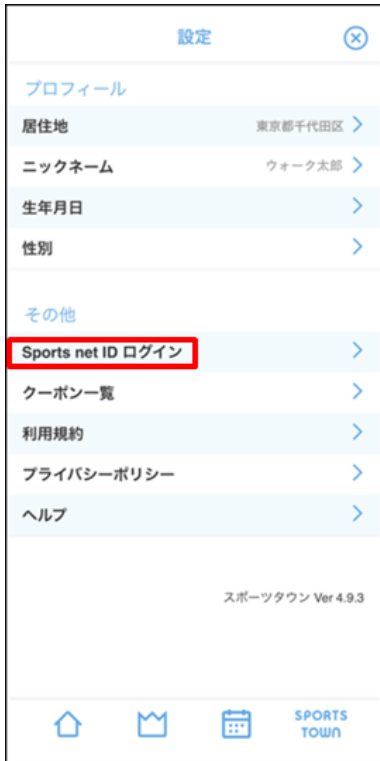 設定
プロフィール
居住地 東京都千代田区
ニックネーム ウォーク太郎
生年月日
性別
その他
Sports net ID ログイン
クーポン一覧
利用規約
プライバシーポリシー
ヘルプ
スポーツタウン Ver 4.9.3
SPORTS
TOWN